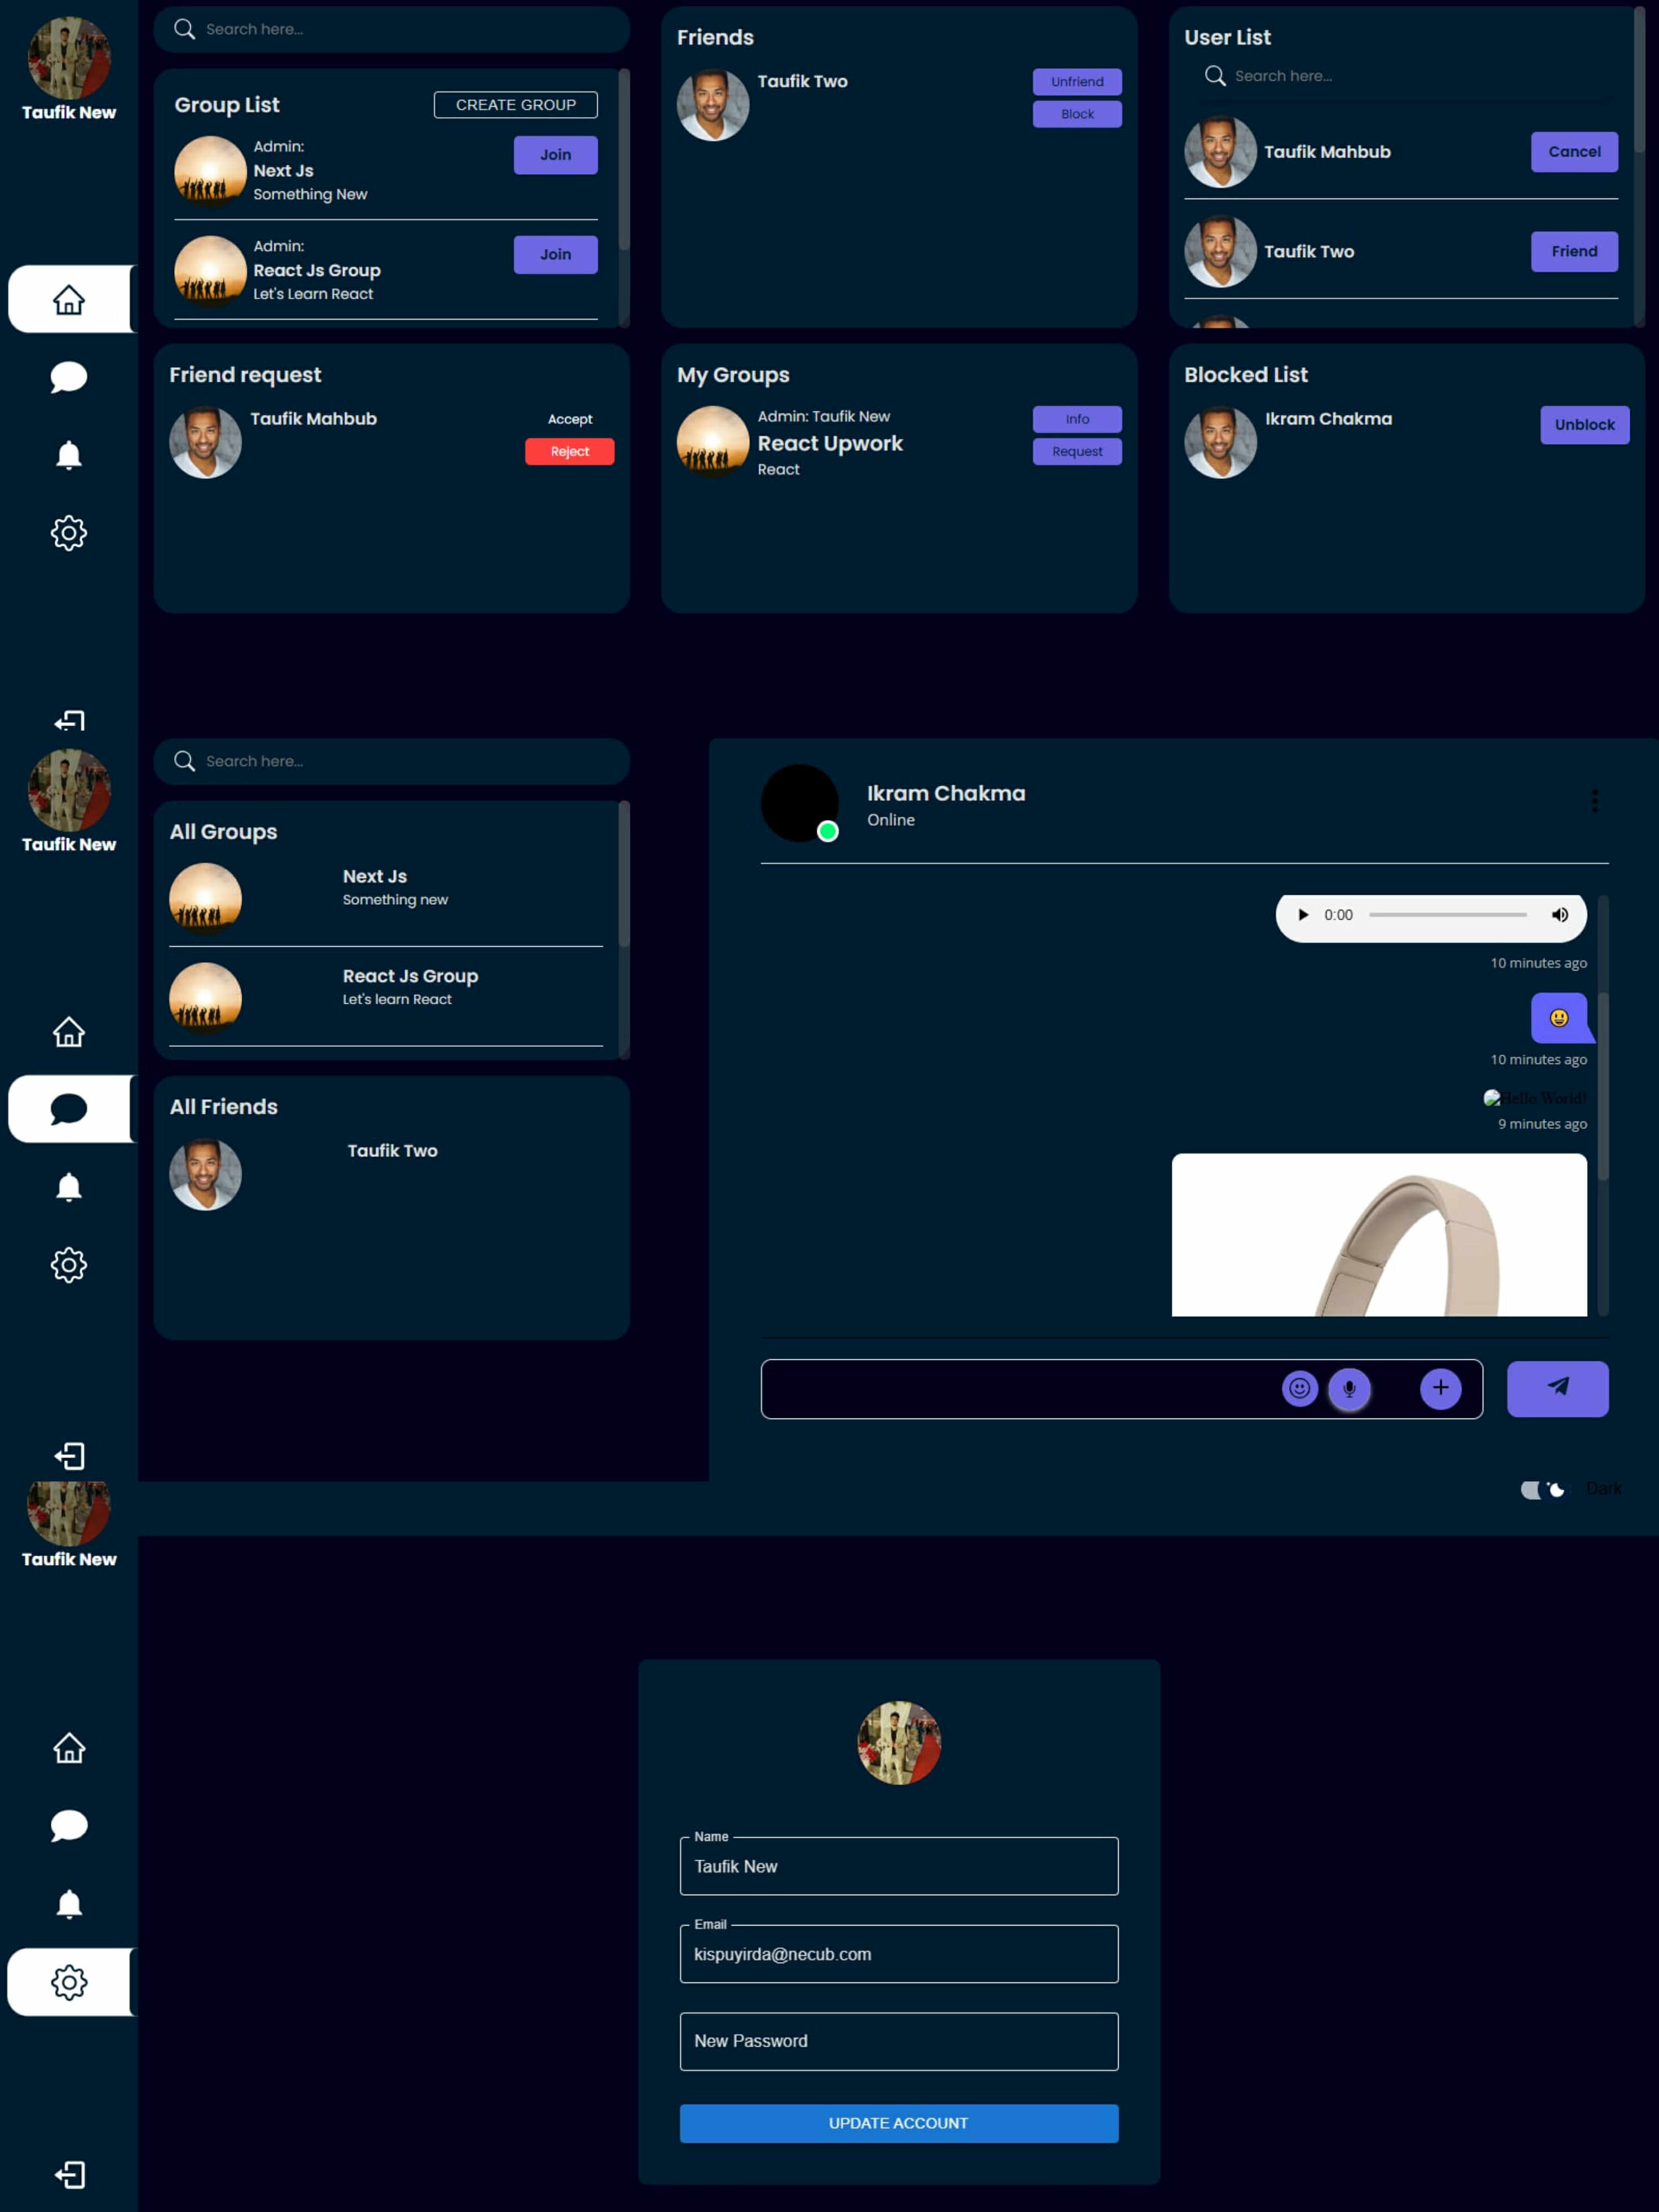 Taufik New
Search here...
Group List
CREATE GROUP
Admin:
Next Js
Something New
Join
Admin:
React Js Group
Let's Learn React
Join
Friends
Taufik Two
Unfriend
Block
User List
Search here...
Taufik Mahbub
Cancel
Taufik Two
Friend
Friend request
Taufik Mahbub
Accept
Reject
My Groups
Admin: Taufik New
React Upwork
React
Info
Request
Blocked List
Ikram Chakma
Unblock
Taufik New
Search here...
All Groups
Next Js
Something new
React Js Group
Let's learn React
All Friends
Taufik Two
Ikram Chakma
Online
0:00
10 minutes ago
10 minutes ago
Hello World!
9 minutes ago
Dark
Taufik New
Name
Taufik New
Email
kispuyirda@necub.com
New Password
UPDATE ACCOUNT